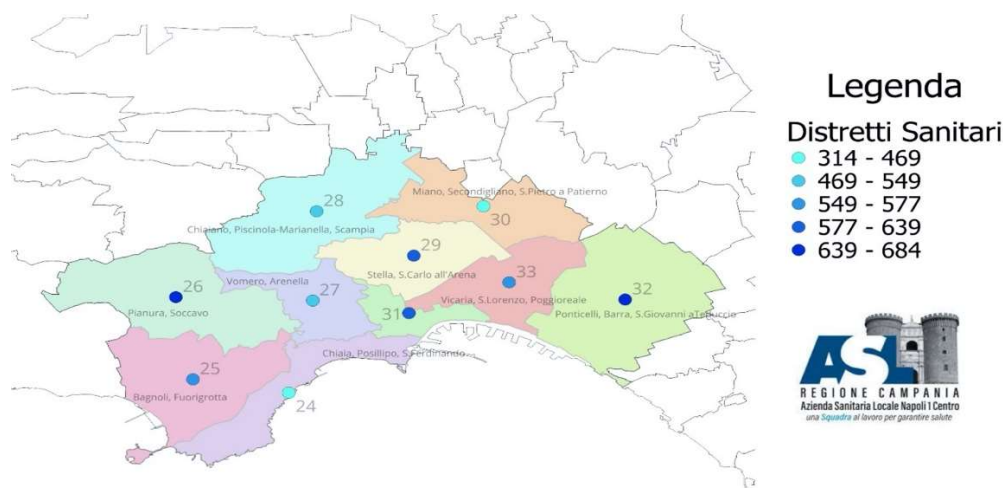 28
Chiaiano, Piscinola-Marianella, Scampia
Miano, Secondigliano, S.Pietro a Patierno
30
29
Stella, S.Carlo all'Arena
26
Pianura, Soccavo
Vomero, Arenella
27
33
Vicaria, S.Lorenzo, Poggioreale
31
32
Ponticelli, Barra, S.Giovanni aTeduccio
Chiaia, Posillipo, S.Ferdinando
25
Bagnoli, Fuorigrotta
24
Legenda
Distretti Sanitari
314 - 469
469 - 549
549 - 577
577 - 639
639 - 684
ASL
REGIONE CAMPANIA
Azienda Sanitaria Locale Napoli 1 Centro
una Squadra al lavoro per garantire salute